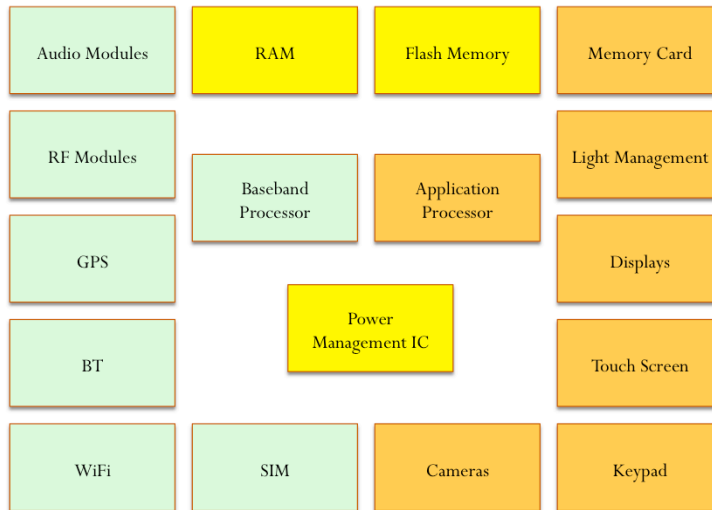 Audio Modules
RAM
Flash Memory
Memory Card
RF Modules
Light Management
Baseband
Processor
Application
Processor
GPS
Displays
Power
Management IC
BT
Touch Screen
WiFi
SIM
Cameras
Keypad